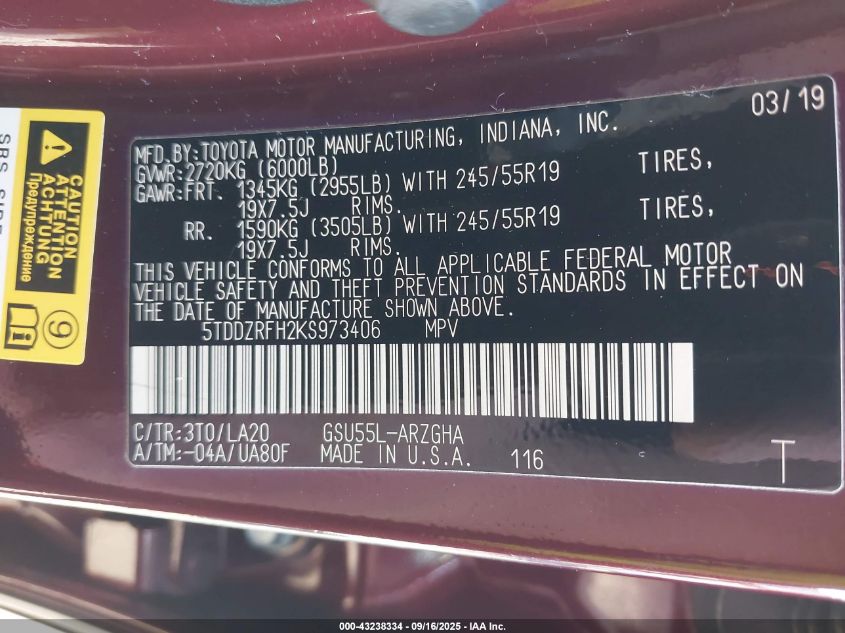 03/19
MFD.BY:TOYOTA MOTOR MANUFACTURING, INDIANA, INC.
GVWR:2720KG (6000LB)
GAWR:FRT. 1345KG (2955LB) WITH 245/55R19 TIRES,
19X7.5J RIMS.
RR. 1590KG (3505LB) WITH 245/55R19 TIRES,
19X7.5J RIMS.
THIS VEHICLE CONFORMS TO ALL APPLICABLE FEDERAL MOTOR
VEHICLE SAFETY AND THEFT PREVENTION STANDARDS IN EFFECT ON
THE DATE OF MANUFACTURE SHOWN ABOVE.
5TDDZRFH2KS973406 MPV
C/TR:3T0/LA20 GSU55L-ARZGHA
A/TM:-04A/UA80F MADE IN U.S.A. 116 T
CAUTION
ATTENTION
ACHTUNG
Предупреждение
9
000-43238334 - 09/16/2025 - IAA Inc.